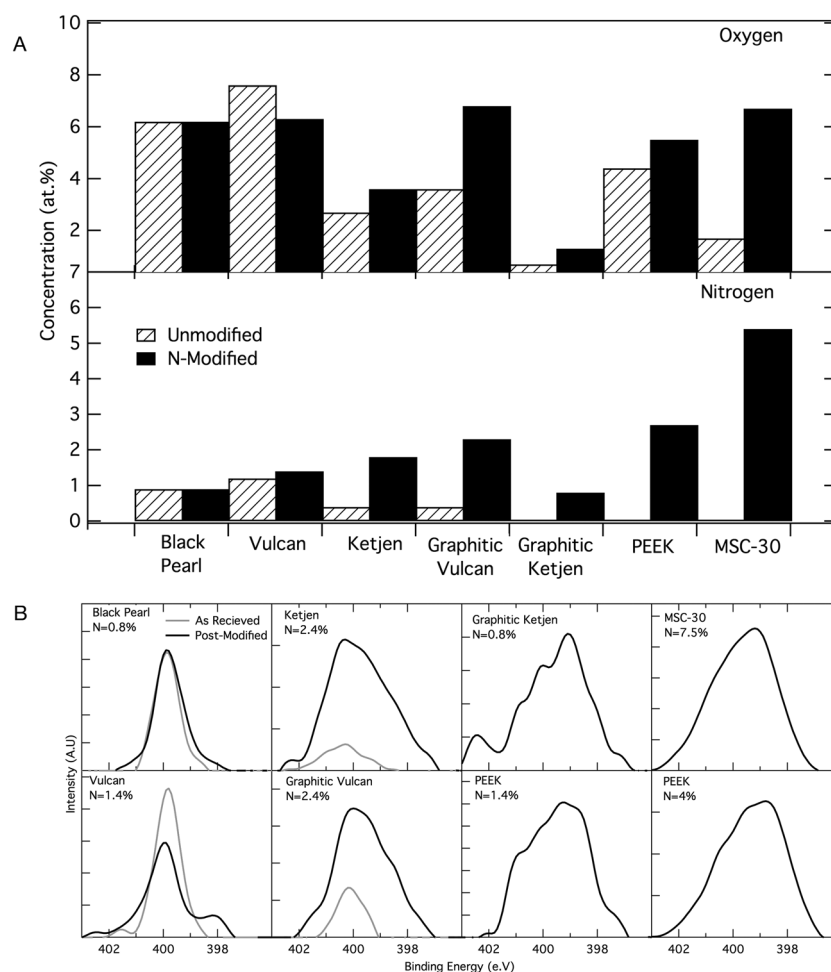 A
Oxygen
Concentration (at.%)
10
8
6
4
2
7
Nitrogen
6
5
4
3
2
1
0
Unmodified
N-Modified
Black Pearl
Vulcan
Ketjen
Graphitic Vulcan
Graphitic Ketjen
PEEK
MSC-30
B
Intensity (A.U)
Black Pearl
N=0.8%
As Recieved
Post-Modified
Ketjen
N=2.4%
Graphitic Ketjen
N=0.8%
MSC-30
N=7.5%
Vulcan
N=1.4%
Graphitic Vulcan
N=2.4%
PEEK
N=1.4%
PEEK
N=4%
402 400 398 402 400 398 402 400 398 402 400 398
Binding Energy (e.V)